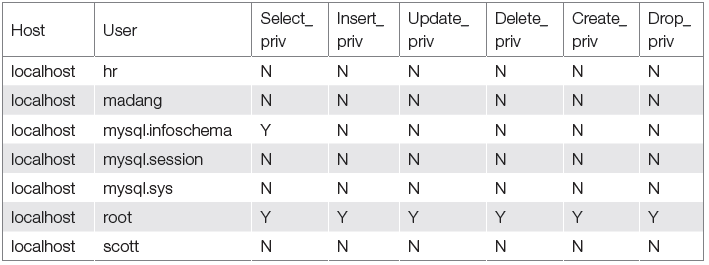 Host User Select_ priv Insert_ priv Update_ priv Delete_ priv Create_ priv Drop_ priv
localhost hr N N N N N N
localhost madang N N N N N N
localhost mysql.infoschema Y N N N N N
localhost mysql.session N N N N N N
localhost mysql.sys N N N N N N
localhost root Y Y Y Y Y Y
localhost scott N N N N N N